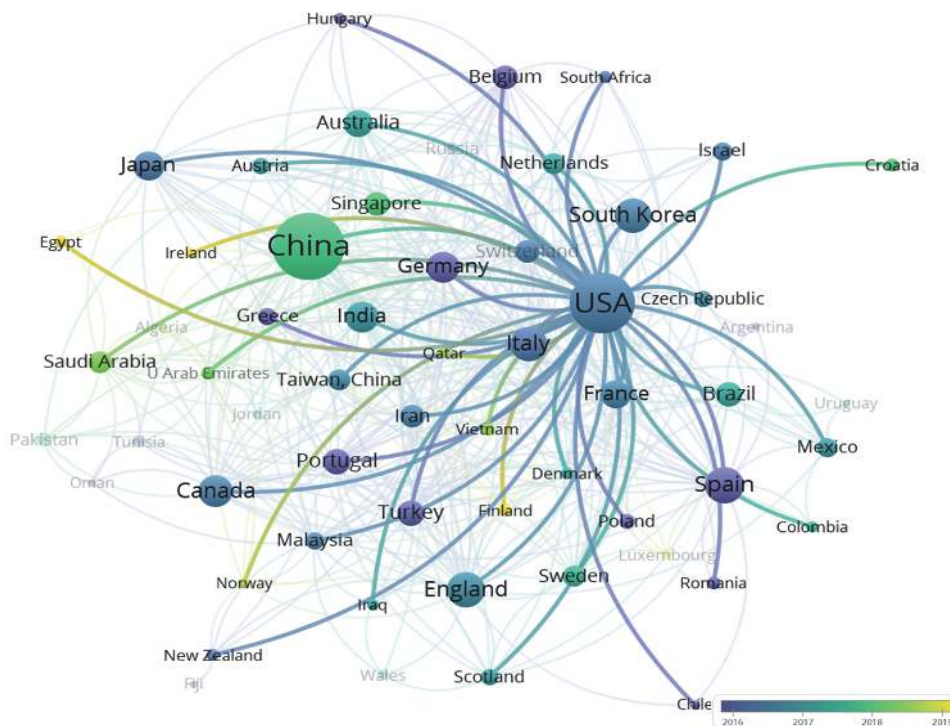 Hungary
Belgium
South Africa
Australia
Russia
Israel
Japan
Austria
Netherlands
Croatia
Singapore
South Korea
Egypt
Ireland
China
Switzerland
Germany
USA
Czech Republic
Greece
India
Algeria
Argentina
Italy
Qatar
Saudi Arabia
U Arab Emirates
Taiwan, China
France
Brazil
Uruguay
Jordan
Iran
Vietnam
Pakistan
Tunisia
Mexico
Portugal
Oman
Canada
Denmark
Spain
Turkey
Finland
Poland
Colombia
Malaysia
Luxembourg
Norway
England
Sweden
Romania
Iraq
New Zealand
Fiji
Wales
Scotland
Chile
2016
2017
2018